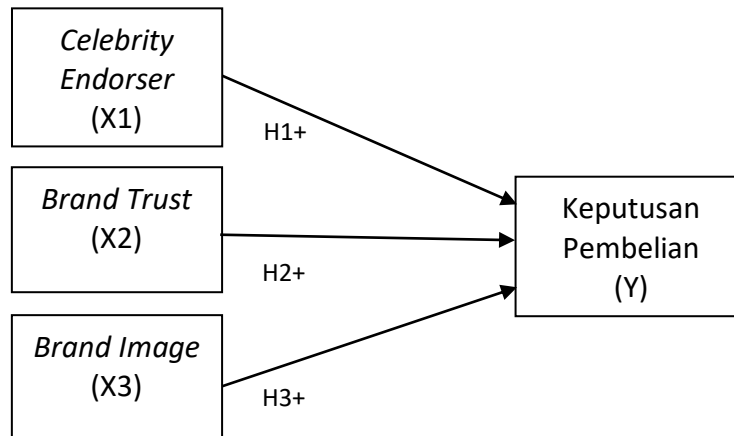 Celebrity
Endorser
(X1)
H1+
Brand Trust
(X2)
H2+
Brand Image
(X3)
H3+
Keputusan
Pembelian
(Y)